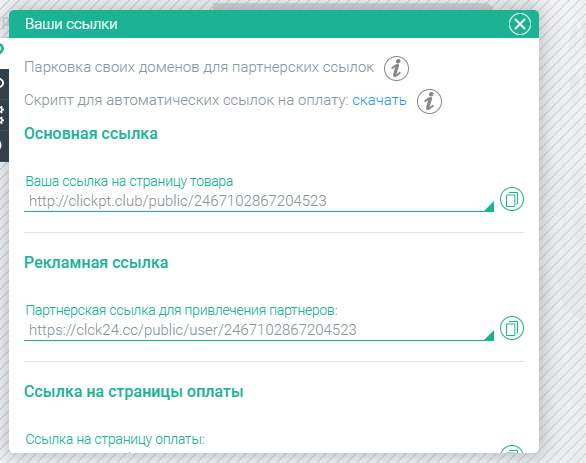 Ваши ссылки
Парковка своих доменов для партнерских ссылок
Скрипт для автоматических ссылок на оплату: скачать
Основная ссылка
Ваша ссылка на страницу товара
http://clickpt.club/public/2467102867204523
Рекламная ссылка
Партнерская ссылка для привлечения партнеров:
https://clck24.cc/public/user/2467102867204523
Ссылка на страницы оплаты
Ссылка на страницу оплаты: